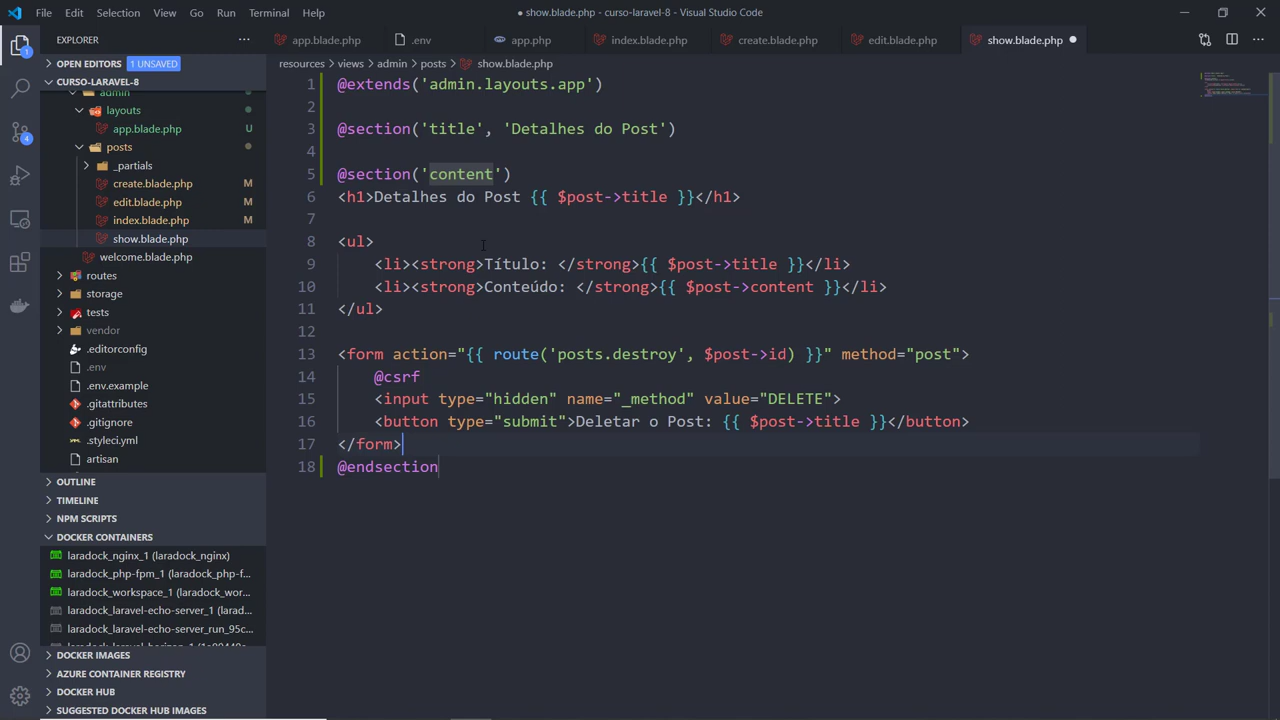 File Edit Selection View Go Run Terminal Help
● show.blade.php - curso-laravel-8 - Visual Studio Code
EXPLORER
app.blade.php .env app.php index.blade.php create.blade.php edit.blade.php show.blade.php
OPEN EDITORS 1 UNSAVED
resources > views > admin > posts > show.blade.php
CURSO-LARAVEL-8
admin
layouts
app.blade.php U
posts
_partials
create.blade.php M
edit.blade.php M
index.blade.php M
show.blade.php
welcome.blade.php
routes
storage
tests
vendor
.editorconfig
.env
.env.example
.gitattributes
.gitignore
.styleci.yml
artisan
OUTLINE
TIMELINE
NPM SCRIPTS
DOCKER CONTAINERS
laradock_nginx_1 (laradock_nginx)
laradock_php-fpm_1 (laradock_php-f...
laradock_workspace_1 (laradock_wor...
laradock_laravel-echo-server_1 (larad...
laradock_laravel-echo-server_run_95c...
DOCKER IMAGES
AZURE CONTAINER REGISTRY
DOCKER HUB
SUGGESTED DOCKER HUB IMAGES
1
4
1 @extends('admin.layouts.app')
2
3 @section('title', 'Detalhes do Post')
4
5 @section('content')
6 <h1>Detalhes do Post {{ $post->title }}</h1>
7
8 <ul>
9 <li><strong>Título: </strong>{{ $post->title }}</li>
10 <li><strong>Conteúdo: </strong>{{ $post->content }}</li>
11 </ul>
12
13 <form action="{{ route('posts.destroy', $post->id) }}" method="post">
14 @csrf
15 <input type="hidden" name="_method" value="DELETE">
16 <button type="submit">Deletar o Post: {{ $post->title }}</button>
17 </form>
18 @endsection